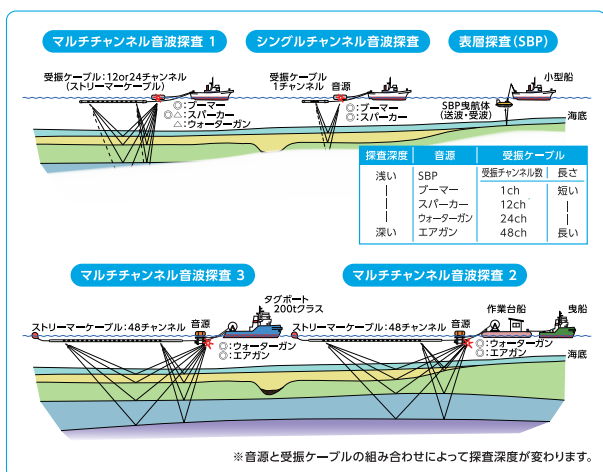 マルチチャンネル音波探査 1
シングルチャンネル音波探査
表層探査(SBP)
受振ケーブル:12or24チャンネル
(ストリーマーケーブル)
◎:ブーマー
◎△:スパーカー
△:ウォーターガン
受振ケーブル
1チャンネル
音源
◎:ブーマー
◎:スパーカー
小型船
SBP曳航体
(送波・受波)
海底
探査深度 音源 受振ケーブル
受振チャンネル数 長さ
浅い SBP
ブーマー 1ch 短い
スパーカー 12ch
ウォーターガン 24ch
深い エアガン 48ch 長い
マルチチャンネル音波探査 3
マルチチャンネル音波探査 2
タグボート
200tクラス
ストリーマーケーブル:48チャンネル
音源
◎:ウォーターガン
◎:エアガン
ストリーマーケーブル:48チャンネル
音源
作業台船
曳船
◎:ウォーターガン
◎:エアガン
海底
※音源と受振ケーブルの組み合わせによって探査深度が変わります。